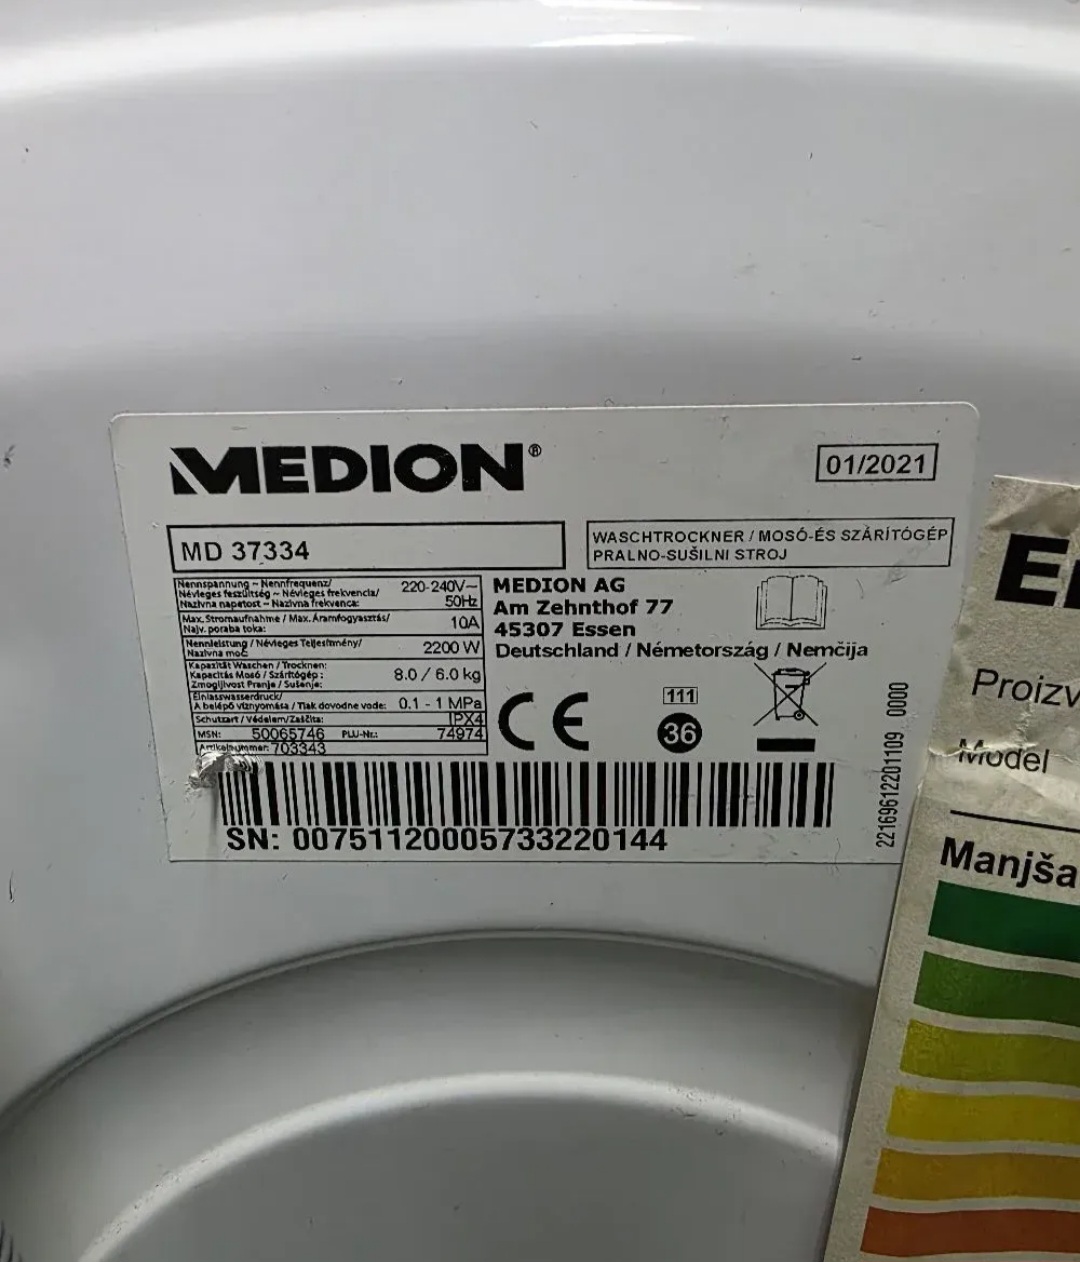 MEDION®
01/2021
MD 37334
WASCHTROCKNER / MOSÓ-ÉS SZÁRÍTÓGÉP
PRALNO-SUŠILNI STROJ
Nennspannung ~ Nennfrequenz/
Névleges feszültség ~ Névleges frekvencia/
Nazivna napetost ~ Nazivna frekvenca:
220-240V~
50Hz
Max. Stromaufnahme / Max. Áramfogyasztás/
Najv. poraba toka:
10A
Nennleistung / Névleges Teljesítmény/
Nazivna moč
2200 W
Kapazität Waschen / Trocknen:
Kapacitás Mosó / Szárítógép :
Zmogljivost Pranje / Sušenje:
8.0 / 6.0 kg
Einlasswasserdruck/
A belépő víznyomása / Tlak dovodne vode:
0.1 - 1 MPa
Schutzart / Védelem/Zaščita:
IPX4
MSN: 50065746 PLU-Nr.: 74974
Artikelnummer: 703343
MEDION AG
Am Zehnthof 77
45307 Essen
Deutschland / Németország / Nemčija
CE
111
36
SN: 00751120005733220144
22169612201109 0000
Proizv
Model
Manjša